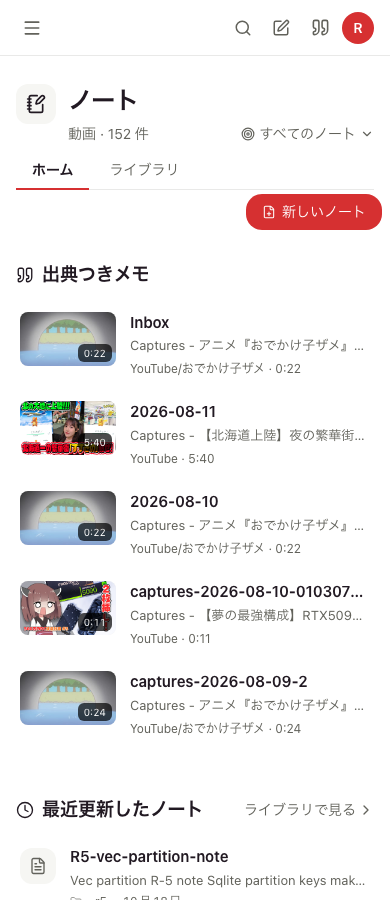 R
ノート
動画 · 152 件
すべてのノート
ホーム
ライブラリ
新しいノート
出典つきメモ
0:22
Inbox
Captures - アニメ『おでかけ子ザメ』...
YouTube/おでかけ子ザメ · 0:22
5:40
2026-08-11
Captures - 【北海道上陸】夜の繁華街...
YouTube · 5:40
0:22
2026-08-10
Captures - アニメ『おでかけ子ザメ』...
YouTube/おでかけ子ザメ · 0:22
0:11
captures-2026-08-10-010307...
Captures - 【夢の最強構成】RTX509...
YouTube · 0:11
0:24
captures-2026-08-09-2
Captures - アニメ『おでかけ子ザメ』...
YouTube/おでかけ子ザメ · 0:24
最近更新したノート
ライブラリで見る
R5-vec-partition-note
Vec partition R-5 note Sqlite partition keys mak...